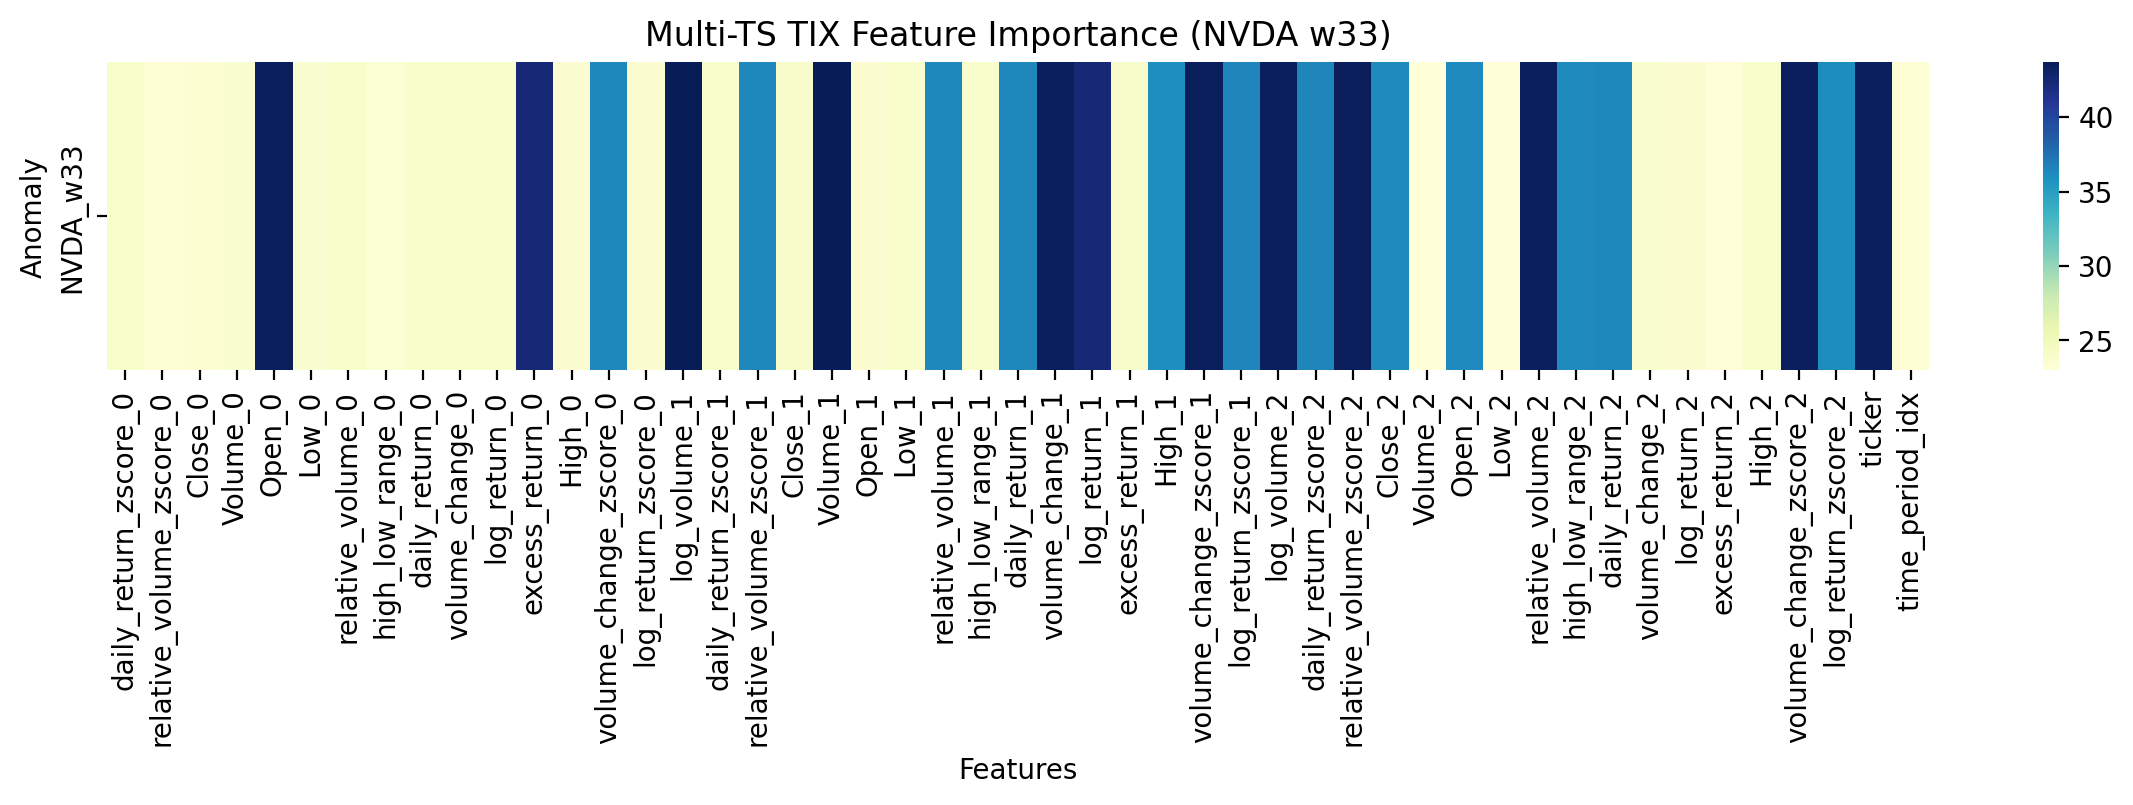 Multi-TS TIX Feature Importance (NVDA w33)
Anomaly
NVDA_w33
40
35
30
25
daily_return_zscore_0
relative_volume_zscore_0
Close_0
Volume_0
Open_0
Low_0
relative_volume_0
high_low_range_0
daily_return_0
volume_change_0
log_return_0
excess_return_0
High_0
volume_change_zscore_0
log_return_zscore_0
log_volume_1
daily_return_zscore_1
relative_volume_zscore_1
Close_1
Volume_1
Open_1
Low_1
relative_volume_1
high_low_range_1
daily_return_1
volume_change_1
log_return_1
excess_return_1
High_1
volume_change_zscore_1
log_return_zscore_1
log_volume_2
daily_return_zscore_2
relative_volume_zscore_2
Close_2
Volume_2
Open_2
Low_2
relative_volume_2
high_low_range_2
daily_return_2
volume_change_2
log_return_2
excess_return_2
High_2
volume_change_zscore_2
log_return_zscore_2
ticker
time_period_idx
Features